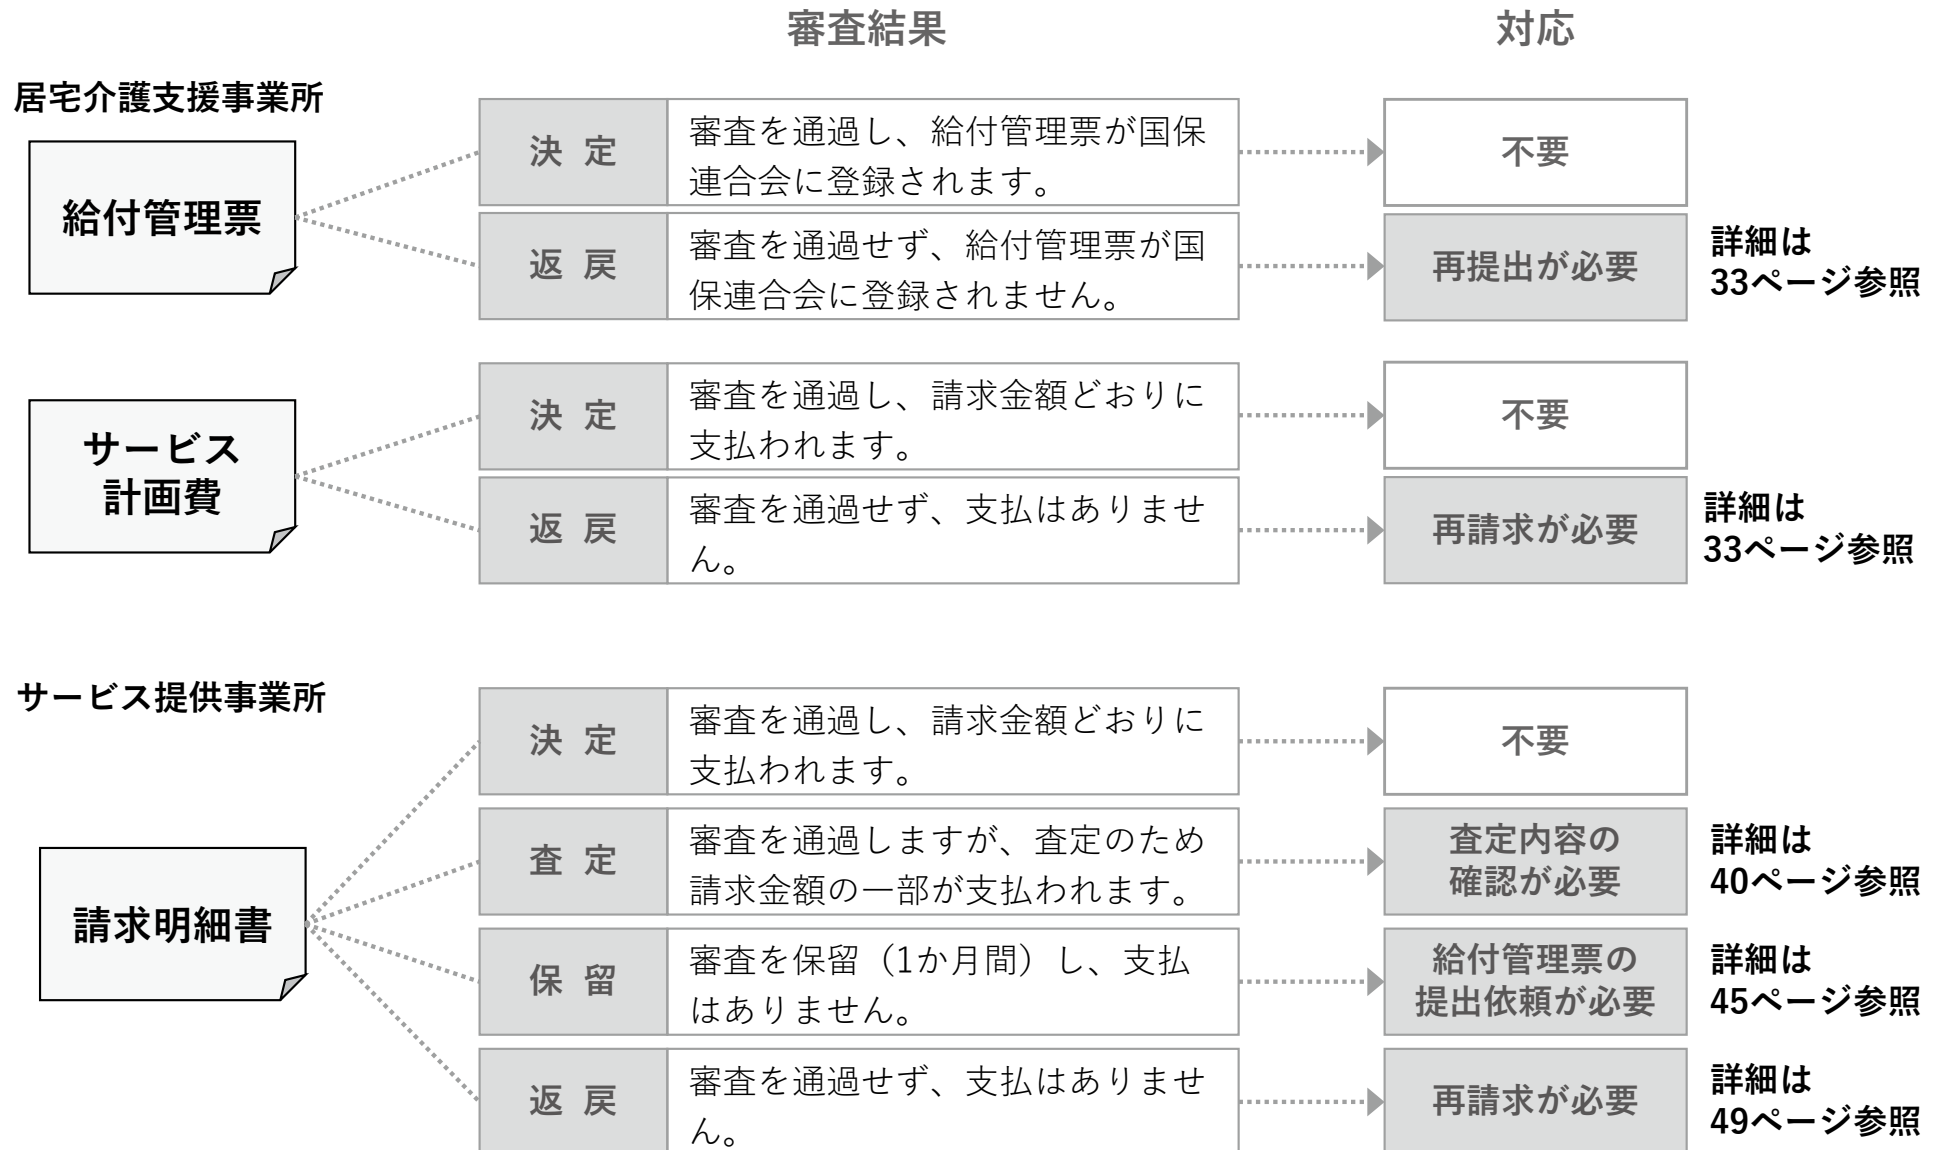 審査結果
対応
居宅介護支援事業所
給付管理票
決 定
審査を通過し、給付管理票が国保
連合会に登録されます。
不要
返 戻
審査を通過せず、給付管理票が国
保連合会に登録されません。
再提出が必要
詳細は
33ページ参照
サービス
計画費
決 定
審査を通過し、請求金額どおりに
支払われます。
不要
返 戻
審査を通過せず、支払はありませ
ん。
再請求が必要
詳細は
33ページ参照
サービス提供事業所
請求明細書
決 定
審査を通過し、請求金額どおりに
支払われます。
不要
査 定
審査を通過しますが、査定のため
請求金額の一部が支払われます。
査定内容の
確認が必要
詳細は
40ページ参照
保 留
審査を保留（1か月間）し、支払
はありません。
給付管理票の
提出依頼が必要
詳細は
45ページ参照
返 戻
審査を通過せず、支払はありませ
ん。
再請求が必要
詳細は
49ページ参照